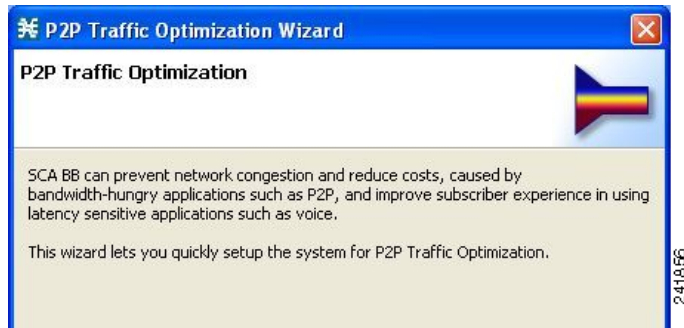 P2P Traffic Optimization Wizard
P2P Traffic Optimization
SCA BB can prevent network congestion and reduce costs, caused by
bandwidth-hungry applications such as P2P, and improve subscriber experience in using
latency sensitive applications such as voice.
This wizard lets you quickly setup the system for P2P Traffic Optimization.
241856